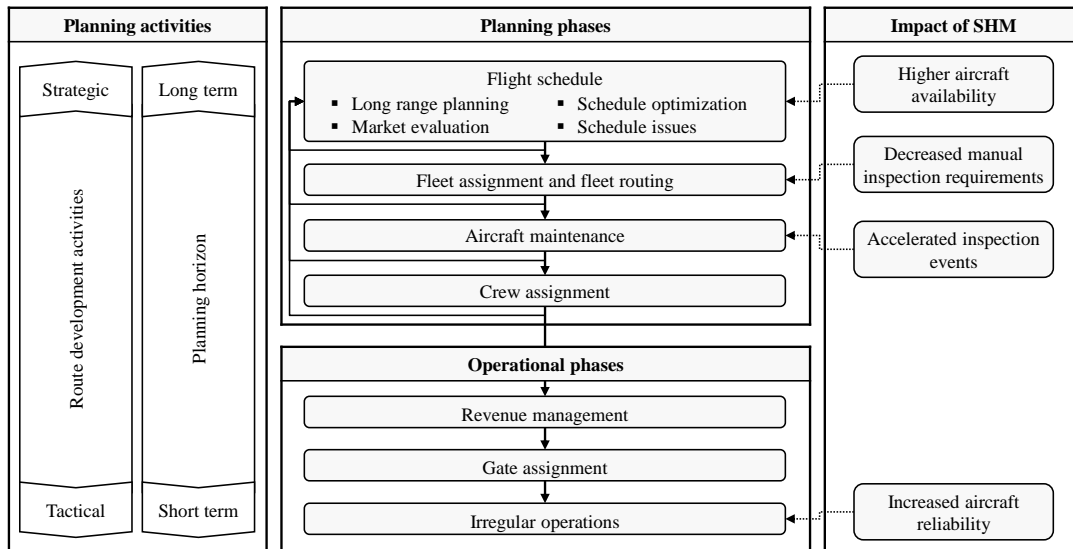 Planning activities
Strategic
Long term
Route development activities
Planning horizon
Tactical
Short term
Planning phases
Flight schedule
▪ Long range planning
▪ Schedule optimization
▪ Market evaluation
▪ Schedule issues
Fleet assignment and fleet routing
Aircraft maintenance
Crew assignment
Operational phases
Revenue management
Gate assignment
Irregular operations
Impact of SHM
Higher aircraft
availability
Decreased manual
inspection requirements
Accelerated inspection
events
Increased aircraft
reliability